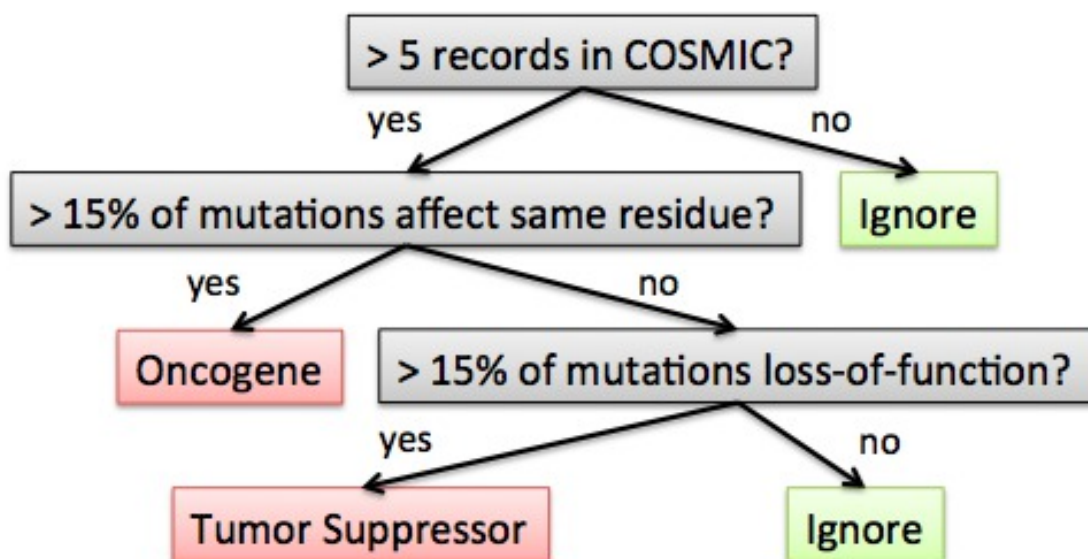 > 5 records in COSMIC?
yes
no
> 15% of mutations affect same residue?
Ignore
yes
no
Oncogene
> 15% of mutations loss-of-function?
yes
no
Tumor Suppressor
Ignore